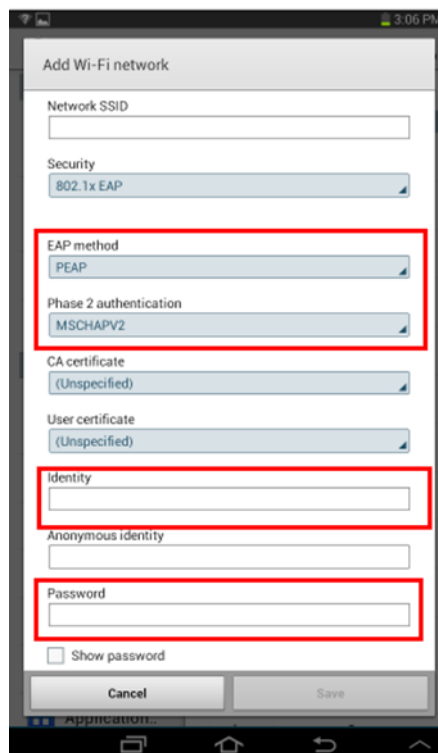 3:06 PM
Add Wi-Fi network
Network SSID
Security
802.1x EAP
EAP method
PEAP
Phase 2 authentication
MSCHAPV2
CA certificate
(Unspecified)
User certificate
(Unspecified)
Identity
Anonymous identity
Password
Show password
Cancel
Save
Application..